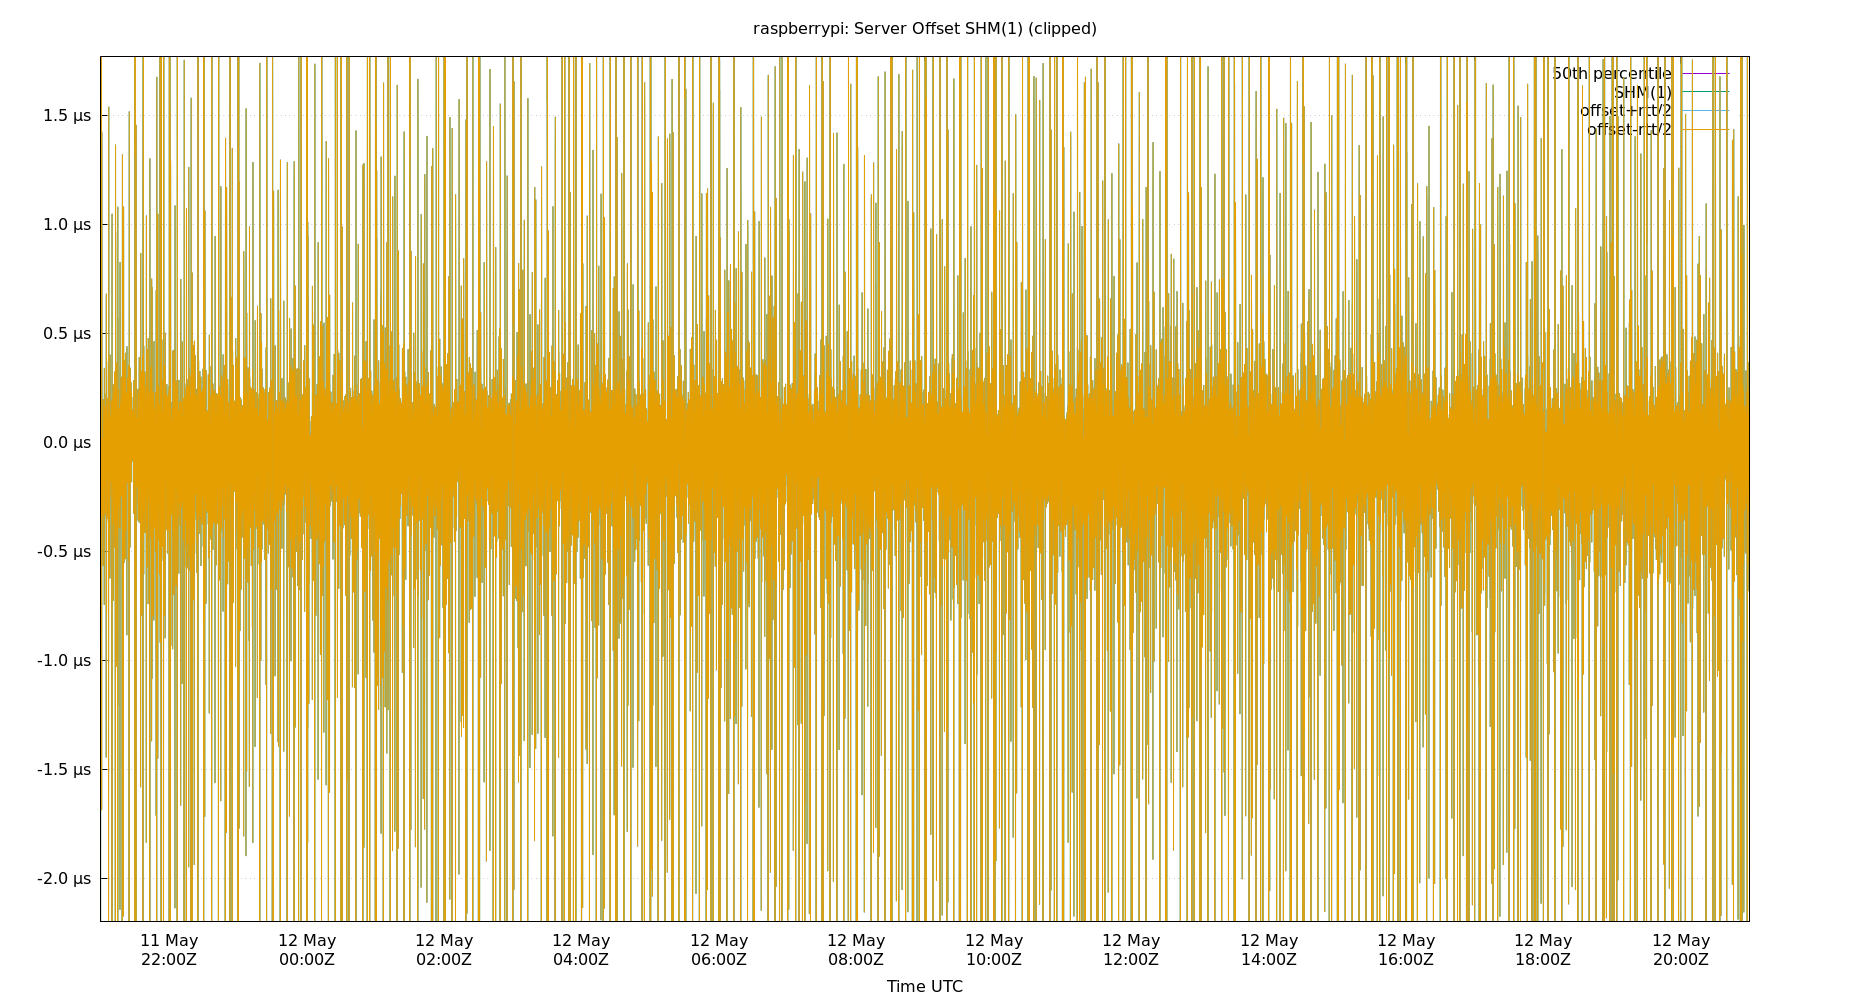 raspberrypi: Server Offset SHM(1) (clipped)
50th percentile
SHM(1)
offset+rtt/2
offset-rtt/2
1.5 µs
1.0 µs
0.5 µs
0.0 µs
-0.5 µs
-1.0 µs
-1.5 µs
-2.0 µs
11 May 12 May 12 May 12 May 12 May 12 May 12 May 12 May 12 May 12 May 12 May 12 May
22:00Z 00:00Z 02:00Z 04:00Z 06:00Z 08:00Z 10:00Z 12:00Z 14:00Z 16:00Z 18:00Z 20:00Z
Time UTC